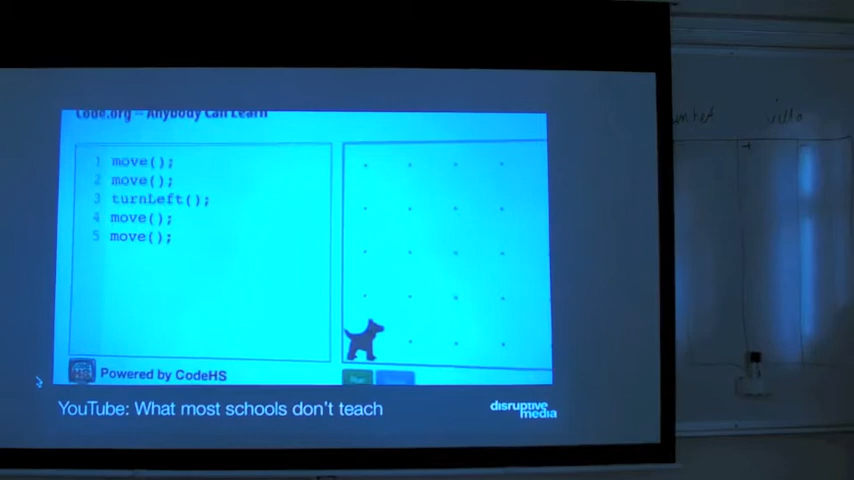 Code.org – Anybody Can Learn
1 move();
2 move();
3 turnLeft();
4 move();
5 move();
Powered by CodeHS
YouTube: What most schools don't teach
disruptive
media